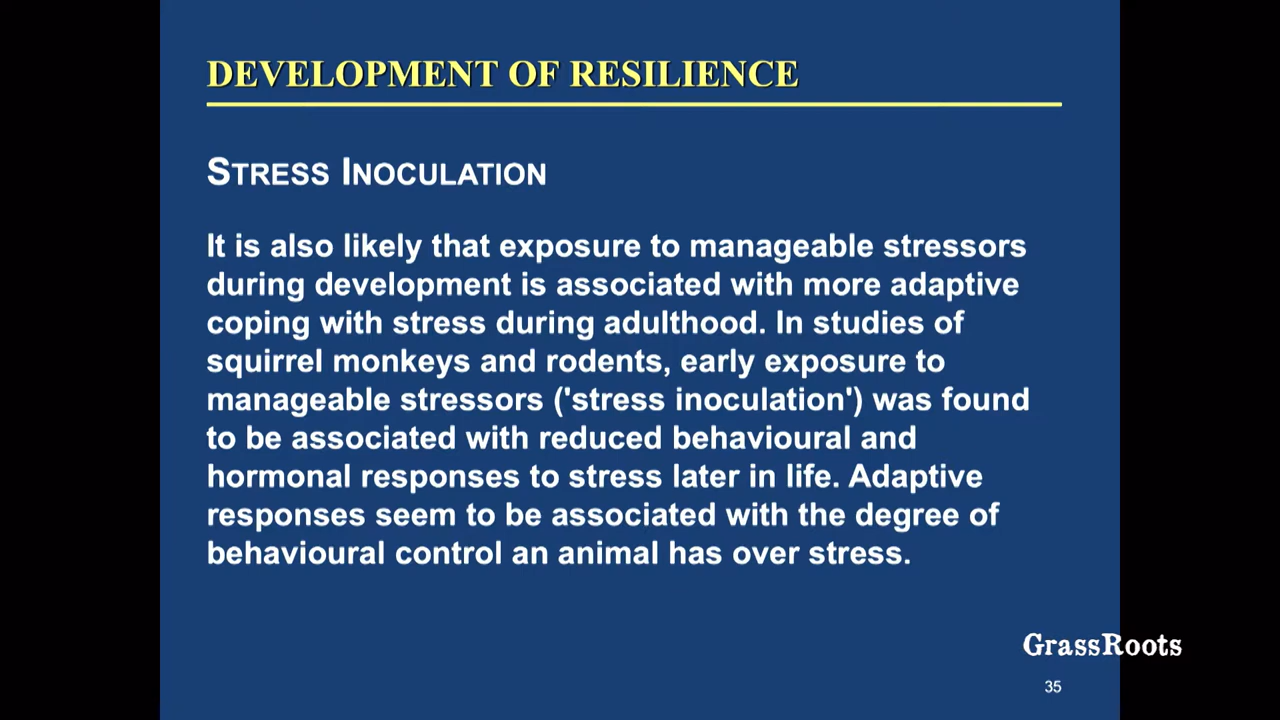 DEVELOPMENT OF RESILIENCE
STRESS INOCULATION
It is also likely that exposure to manageable stressors
during development is associated with more adaptive
coping with stress during adulthood. In studies of
squirrel monkeys and rodents, early exposure to
manageable stressors ('stress inoculation') was found
to be associated with reduced behavioural and
hormonal responses to stress later in life. Adaptive
responses seem to be associated with the degree of
behavioural control an animal has over stress.
GrassRoots
35